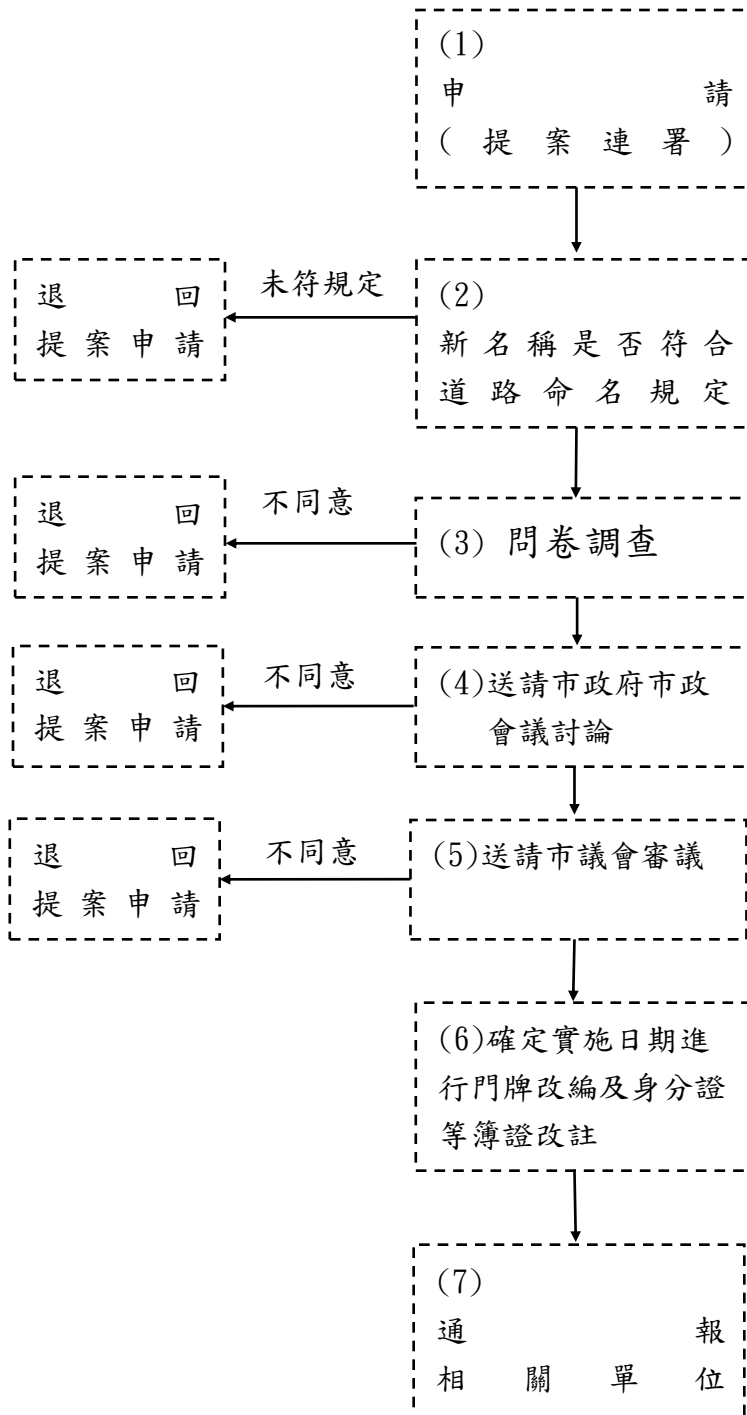 (1)
申請
(提案連署)
未符規定
退回
提案申請
(2)
新名稱是否符合
道路命名規定
不同意
退回
提案申請
(3) 問卷調查
不同意
退回
提案申請
(4)送請市政府市政
會議討論
不同意
退回
提案申請
(5)送請市議會審議
(6)確定實施日期進
行門牌改編及身分證
等簿證改註
(7)
通報
相關單位